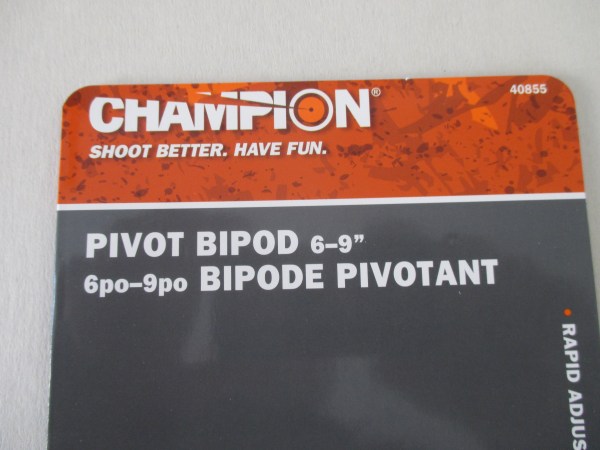 CHAMPION®
40855
SHOOT BETTER. HAVE FUN.
PIVOT BIPOD 6–9”
6po–9po BIPODE PIVOTANT
• RAPID ADJUS